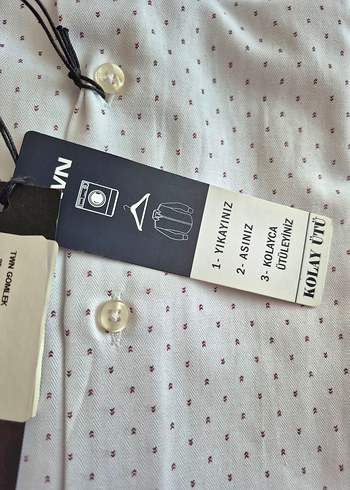 1- YIKAYINIZ
2- ASINIZ
3- KOLAYCA
ÜTÜLEYİNİZ
KOLAY ÜTÜ
TWN GÖMLEK